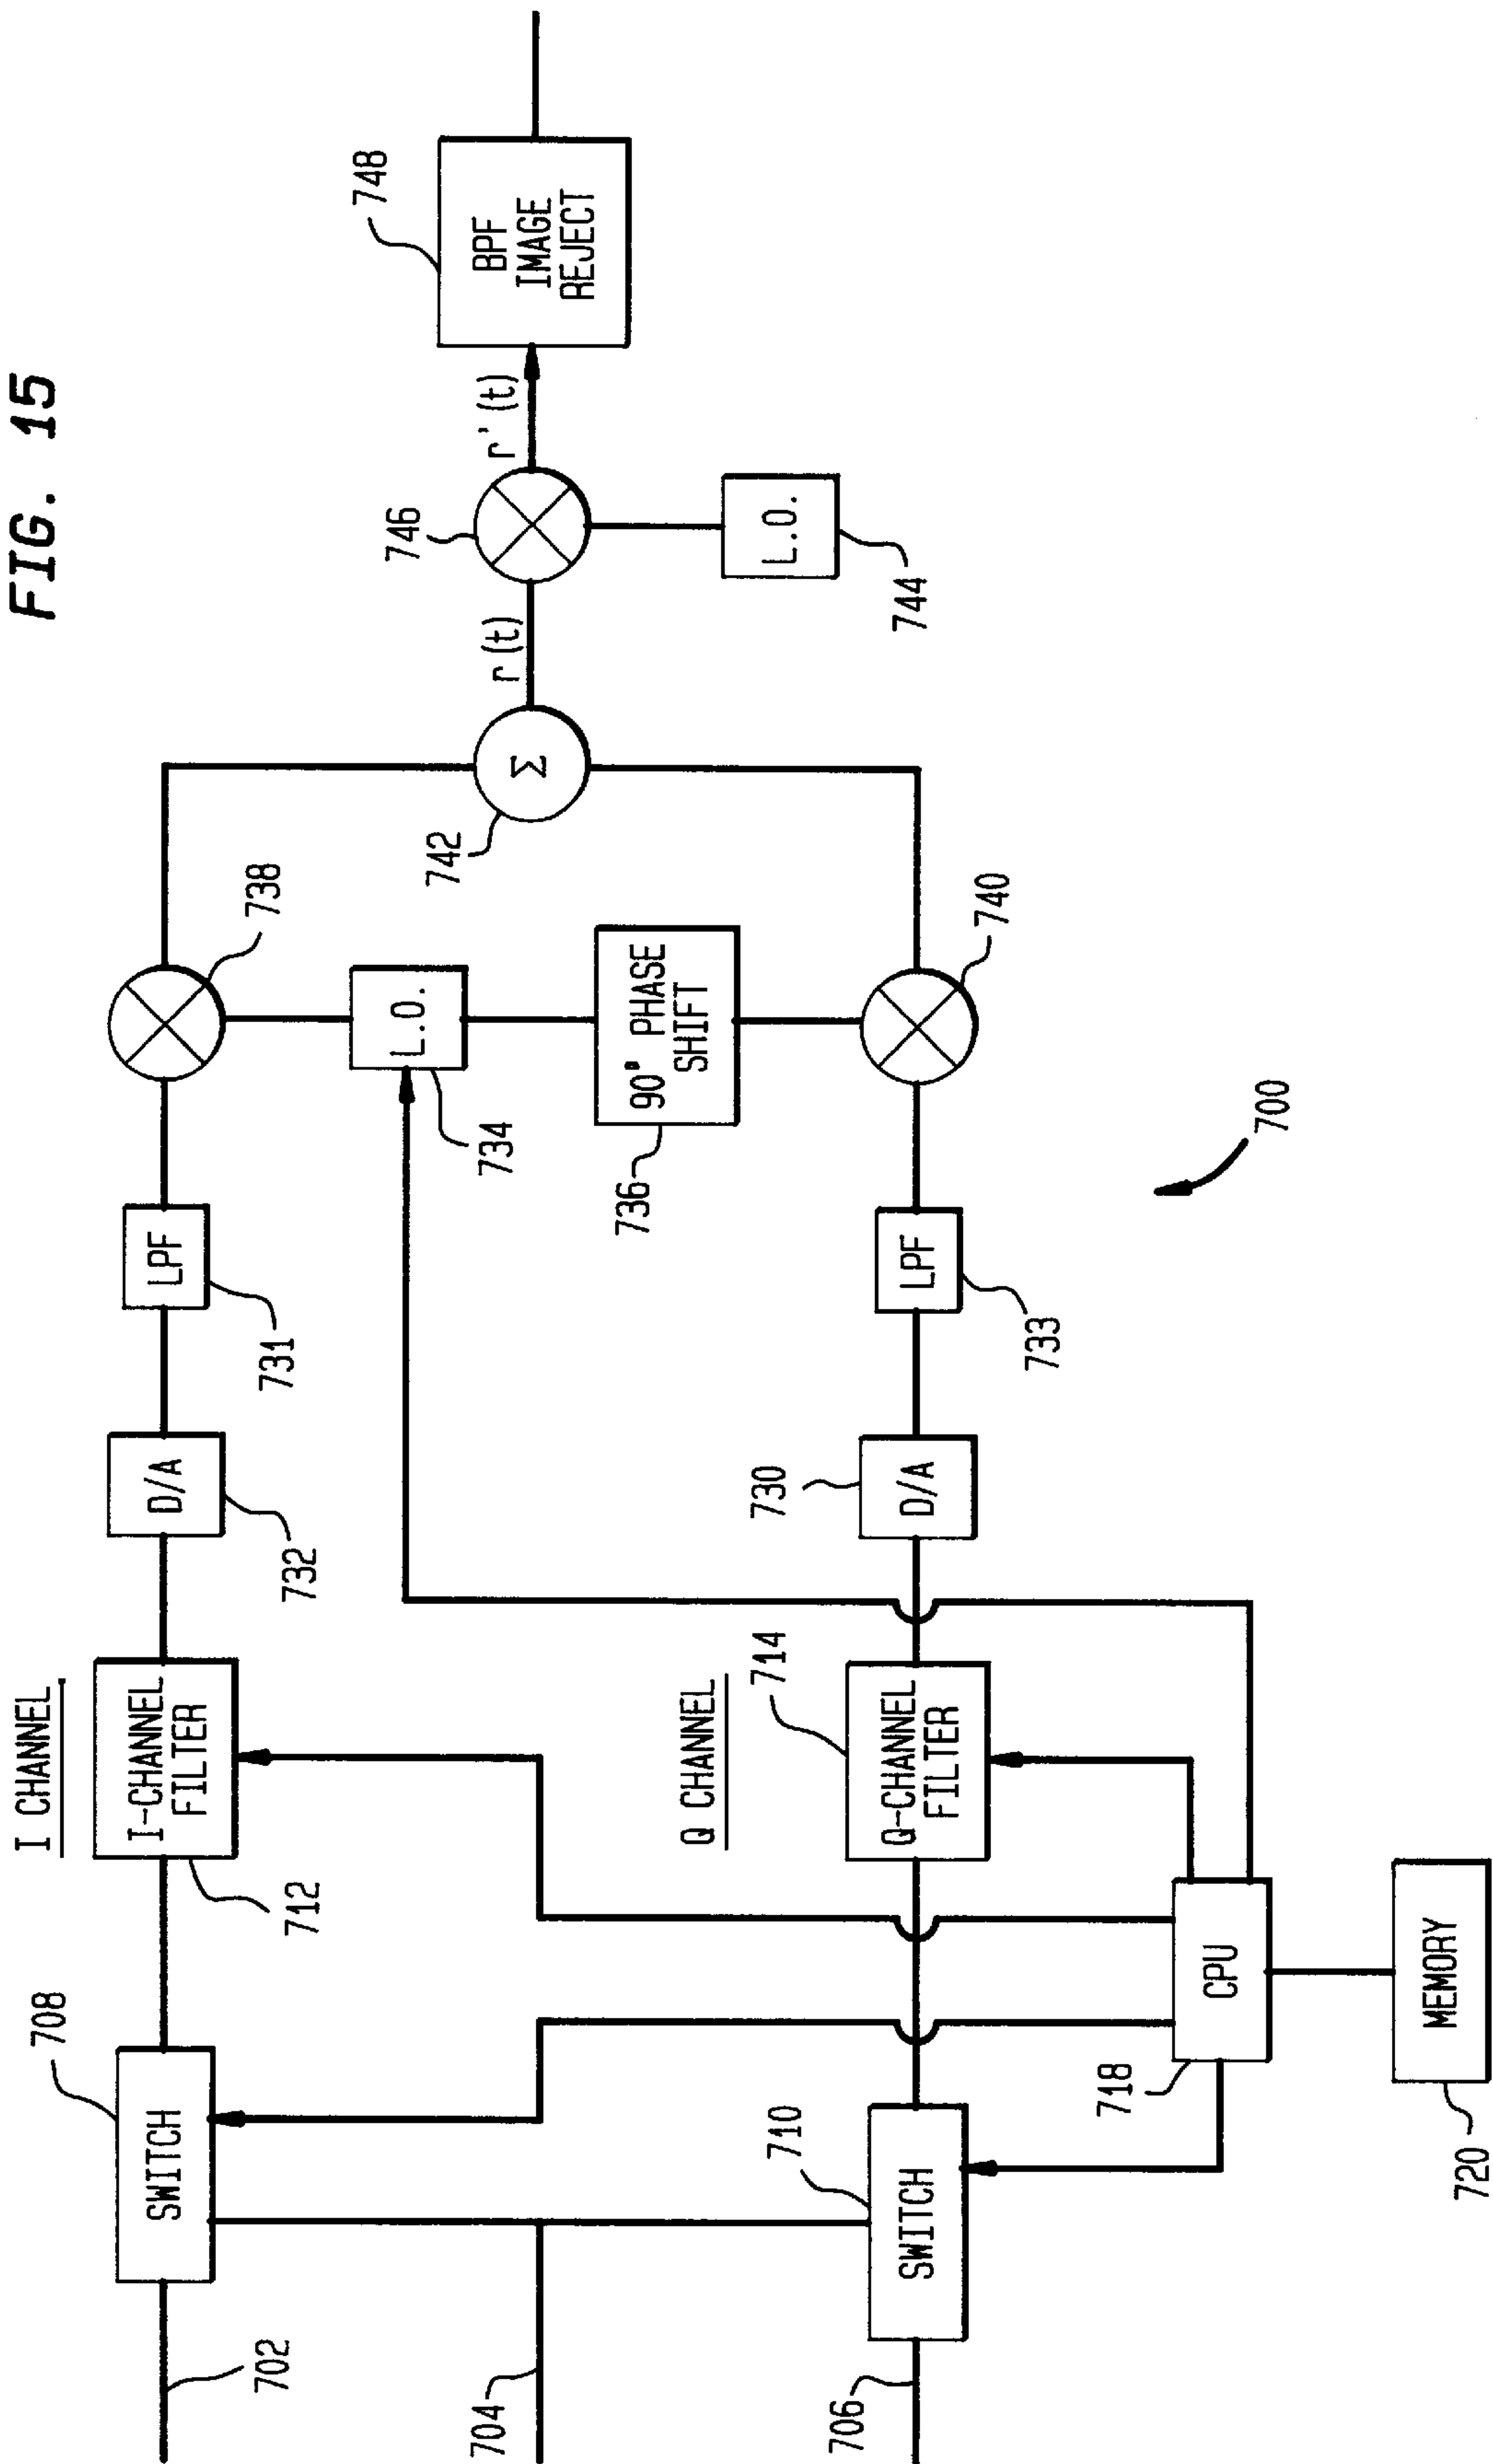 FIG. 15
I CHANNEL
702
708
SWITCH
712
I-CHANNEL
FILTER
732
D/A
731
LPF
738
704
734
L.O.
736
90° PHASE
SHIFT
742
Σ
r(t)
746
r'(t)
744
L.O.
748
BPF
IMAGE
REJECT
Q CHANNEL
706
710
SWITCH
714
Q-CHANNEL
FILTER
730
D/A
733
LPF
740
718
CPU
720
MEMORY
700